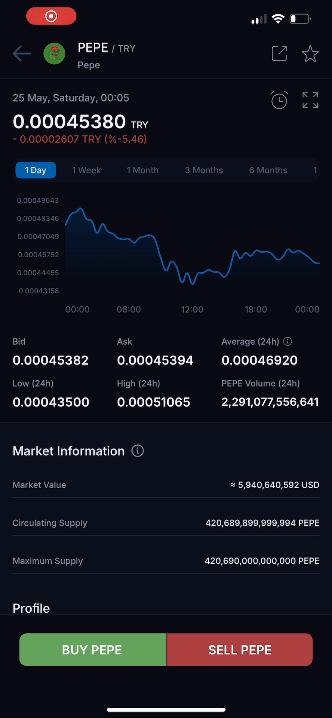 PEPE / TRY
Pepe
25 May, Saturday, 00:05
0.00045380 TRY
- 0.00002607 TRY (%-5.46)
1 Day 1 Week 1 Month 3 Months 6 Months 1
0.00049643
0.00048346
0.00047049
0.00045752
0.00044455
0.00043158
00:00 06:00 12:00 18:00 00:00
Bid Ask Average (24h)
0.00045382 0.00045394 0.00046920
Low (24h) High (24h) PEPE Volume (24h)
0.00043500 0.00051065 2,291,077,556,641
Market Information
Market Value ≈ 5,940,640,592 USD
Circulating Supply 420,689,899,999,994 PEPE
Maximum Supply 420,690,000,000,000 PEPE
Profile
BUY PEPE SELL PEPE